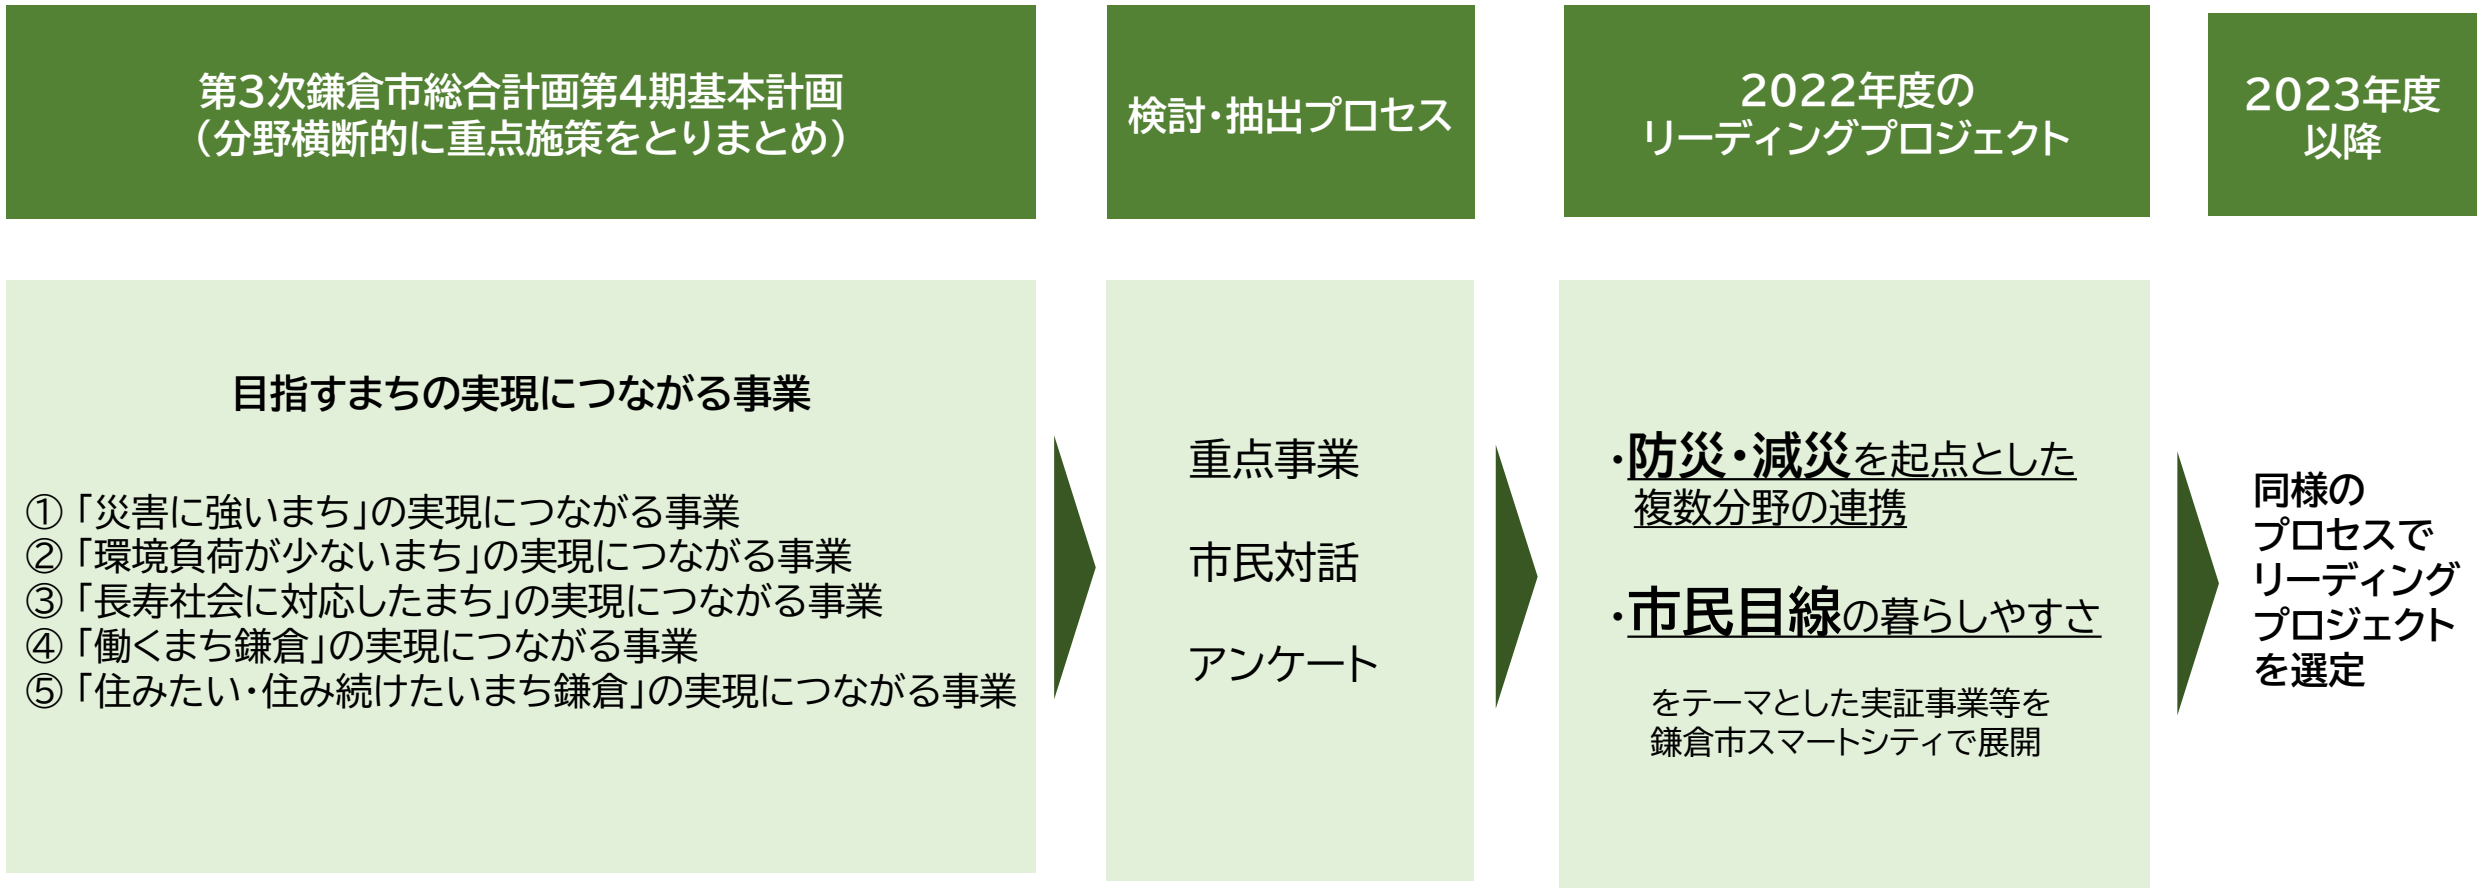 第3次鎌倉市総合計画第4期基本計画
（分野横断的に重点施策をとりまとめ）
検討・抽出プロセス
2022年度の
リーディングプロジェクト
2023年度
以降
目指すまちの実現につながる事業
①「災害に強いまち」の実現につながる事業
②「環境負荷が少ないまち」の実現につながる事業
③「長寿社会に対応したまち」の実現につながる事業
④「働くまち鎌倉」の実現につながる事業
⑤「住みたい・住み続けたいまち鎌倉」の実現につながる事業
重点事業
市民対話
アンケート
・防災・減災を起点とした
複数分野の連携
・市民目線の暮らしやすさ
をテーマとした実証事業等を
鎌倉市スマートシティで展開
同様の
プロセスで
リーディング
プロジェクト
を選定